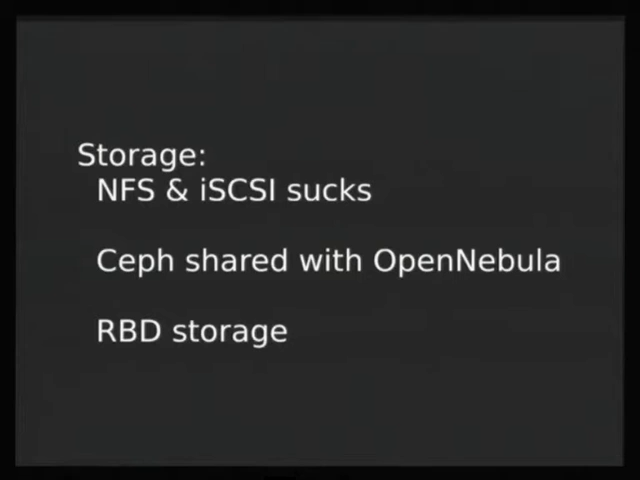 Storage:
NFS & iSCSI sucks
Ceph shared with OpenNebula
RBD storage